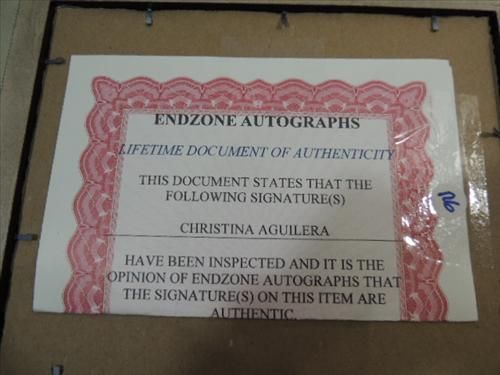 ENDZONE AUTOGRAPHS
LIFETIME DOCUMENT OF AUTHENTICITY
THIS DOCUMENT STATES THAT THE
FOLLOWING SIGNATURE(S)
CHRISTINA AGUILERA
HAVE BEEN INSPECTED AND IT IS THE
OPINION OF ENDZONE AUTOGRAPHS THAT
THE SIGNATURE(S) ON THIS ITEM ARE
AUTHENTIC.